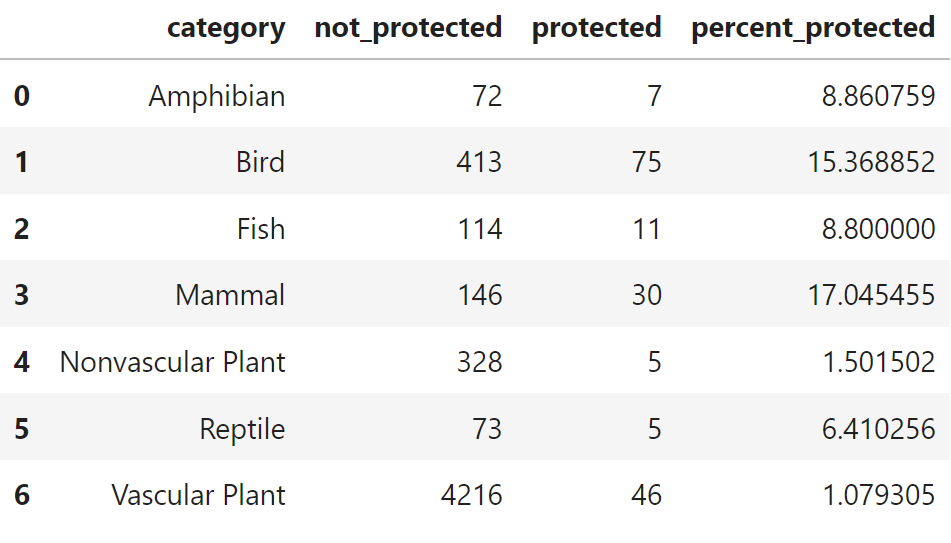 category not_protected protected percent_protected
0 Amphibian 72 7 8.860759
1 Bird 413 75 15.368852
2 Fish 114 11 8.800000
3 Mammal 146 30 17.045455
4 Nonvascular Plant 328 5 1.501502
5 Reptile 73 5 6.410256
6 Vascular Plant 4216 46 1.079305